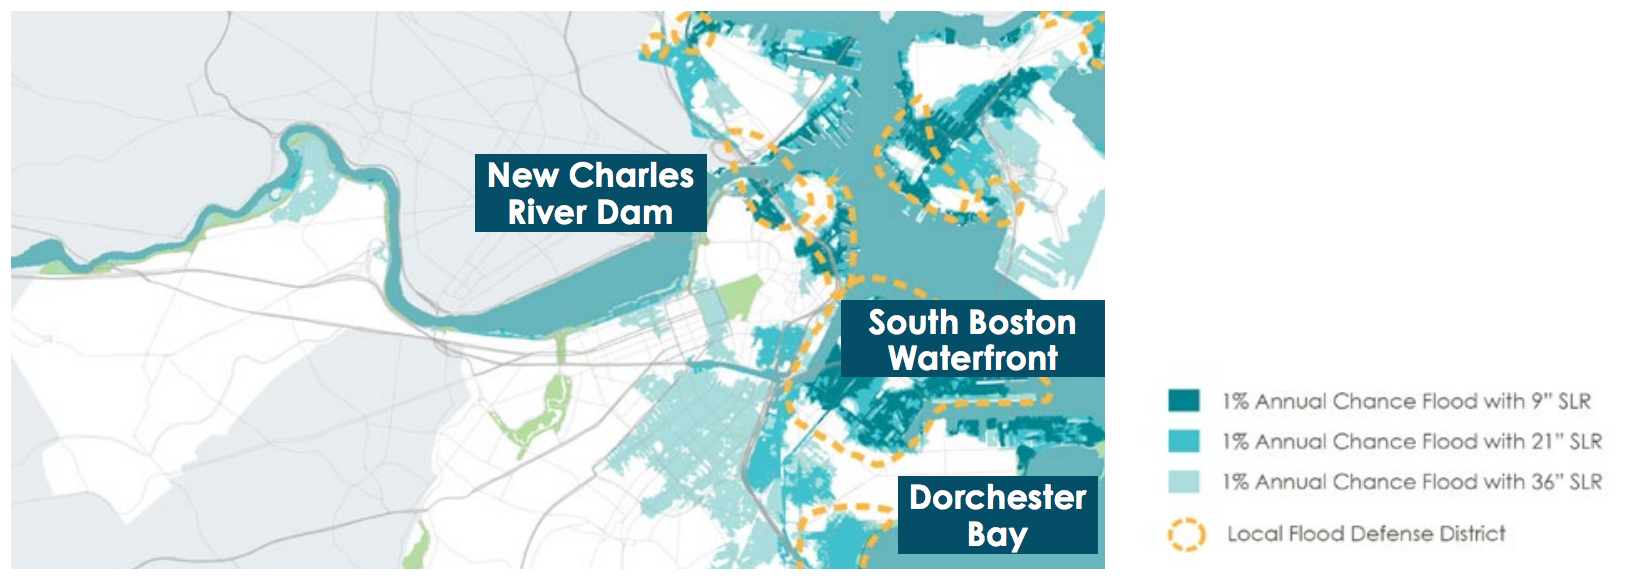 New Charles
River Dam
South Boston
Waterfront
Dorchester
Bay
1% Annual Chance Flood with 9” SLR
1% Annual Chance Flood with 21” SLR
1% Annual Chance Flood with 36” SLR
Local Flood Defense District